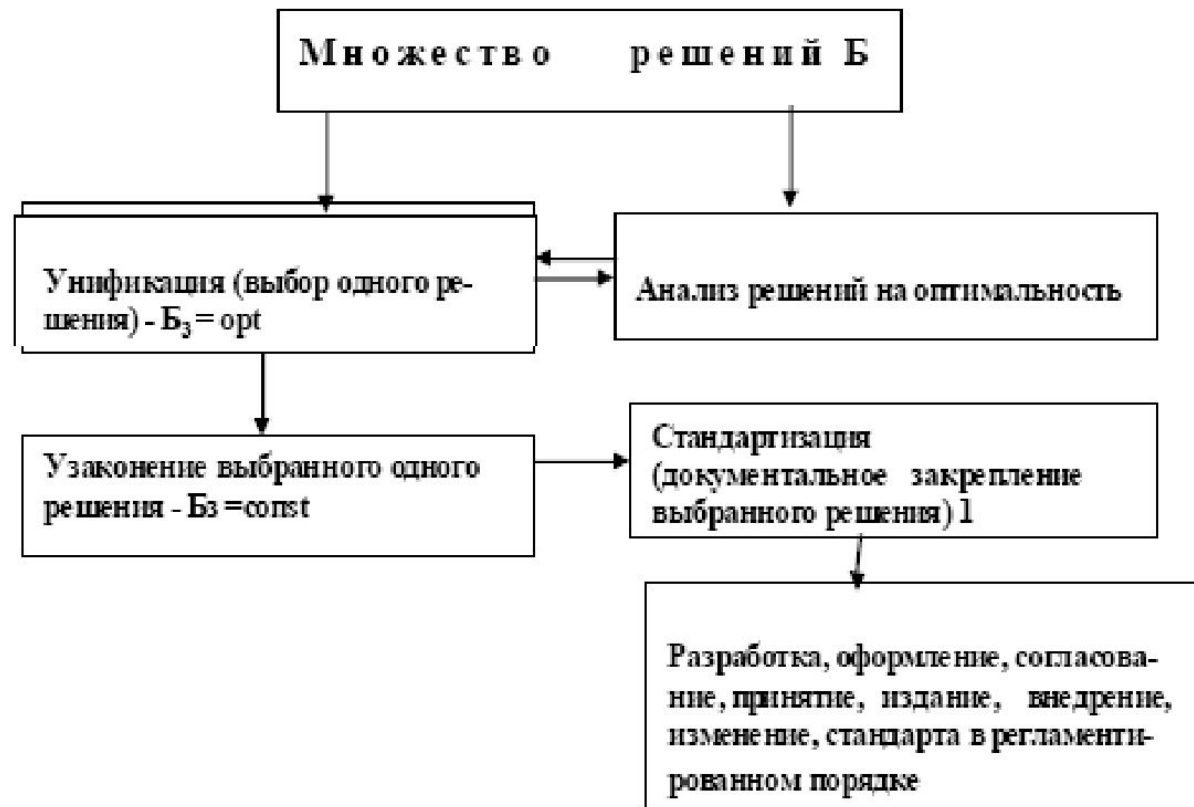 Множество решений Б
Унификация (выбор одного ре-
шения) - Б₃ = opt
Анализ решений на оптимальность
Узаконение выбранного одного
решения - Бз =const
Стандартизация
(документальное закрепление
выбранного решения) 1
Разработка, оформление, согласова-
ние, принятие, издание, внедрение,
изменение, стандарта в регламенти-
рованном порядке